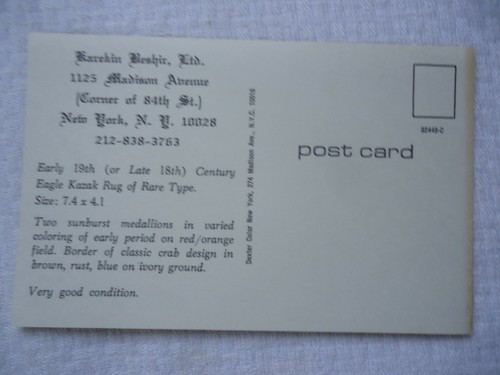 Karekin Beshir, Ltd.
1125 Madison Avenue
(Corner of 84th St.)
New York, N. Y. 10028
212-838-3763
Early 19th (or Late 18th) Century
Eagle Kazak Rug of Rare Type.
Size: 7.4 x 4.1
Two sunburst medallions in varied
coloring of early period on red/orange
field. Border of classic crab design in
brown, rust, blue on ivory ground.
Very good condition.
Dexter Color New York, 274 Madison Ave., N.Y.C. 10016
92449-C
post card